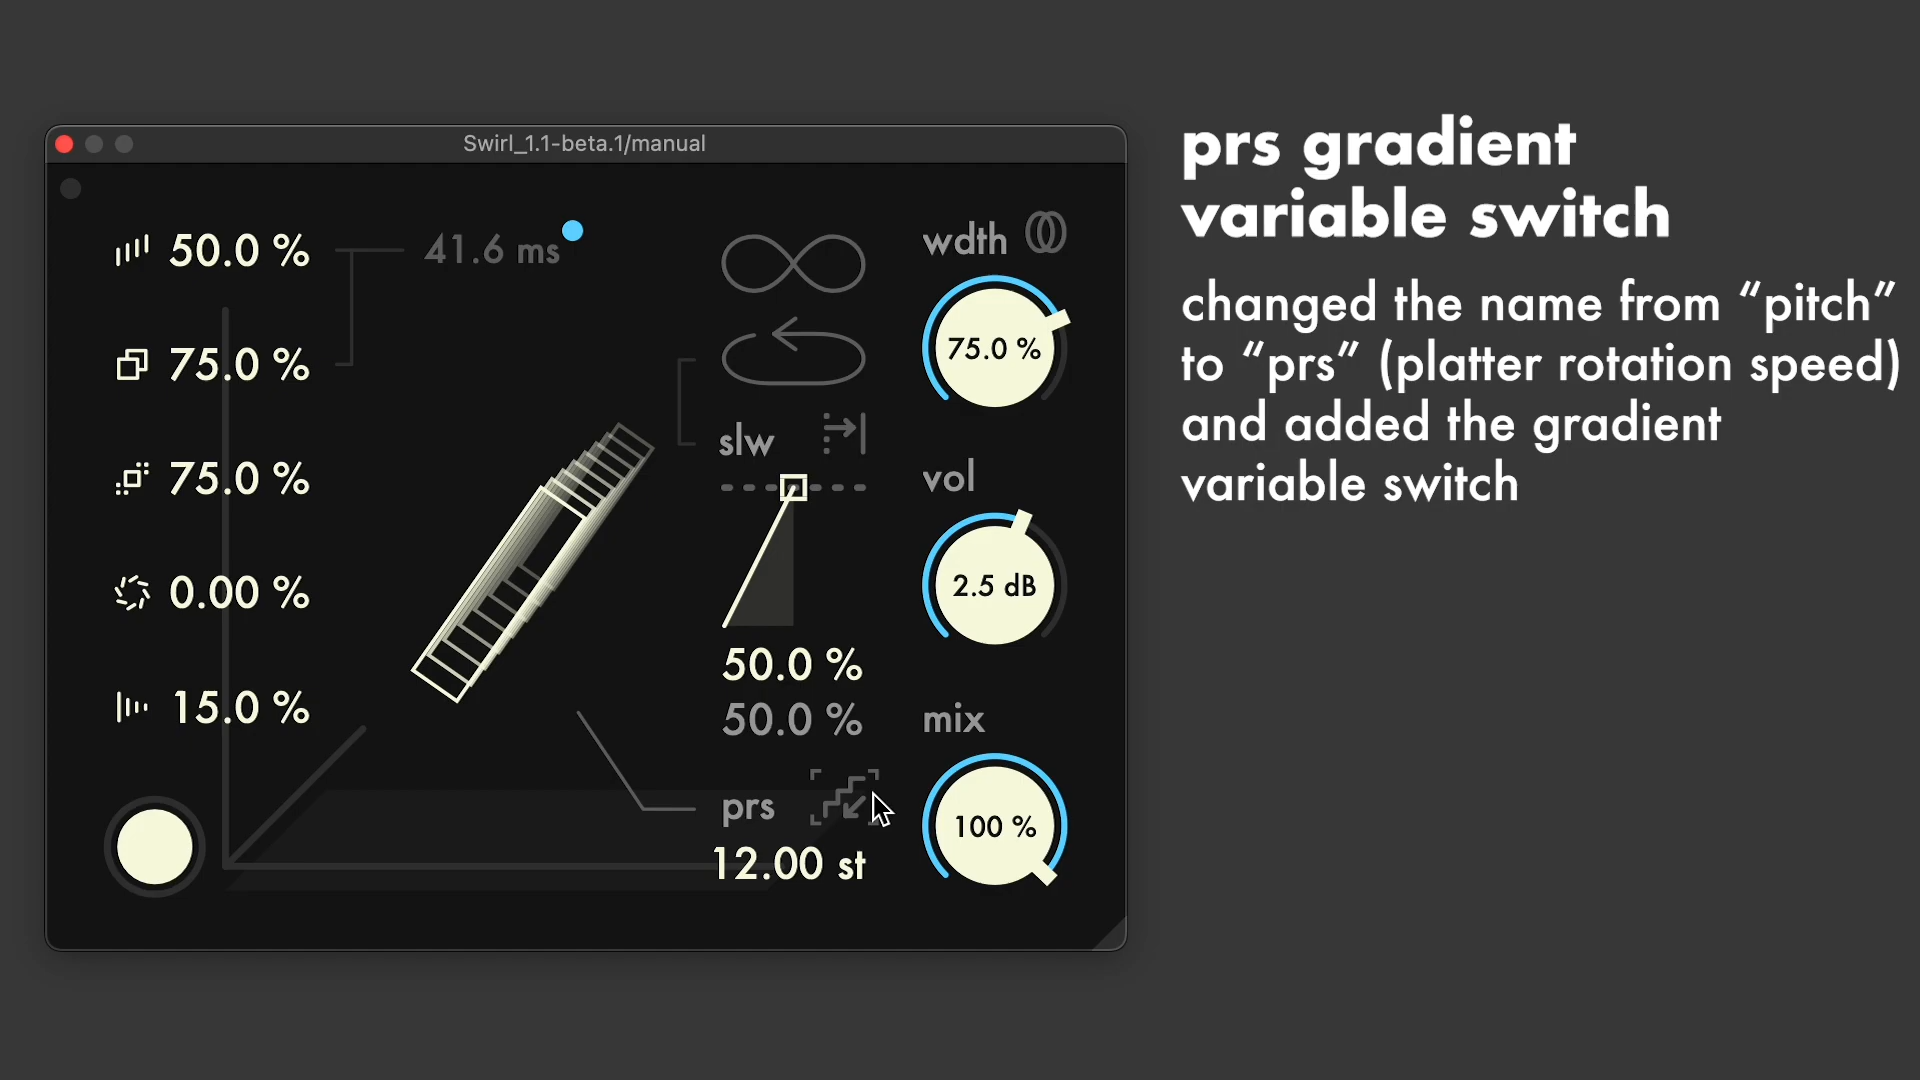 Swirl_1.1-beta.1/manual
50.0 %
41.6 ms
75.0 %
75.0 %
0.00 %
15.0 %
slw
50.0 %
50.0 %
prs
12.00 st
wdth
75.0 %
vol
2.5 dB
mix
100 %
prs gradient
variable switch
changed the name from “pitch”
to “prs” (platter rotation speed)
and added the gradient
variable switch